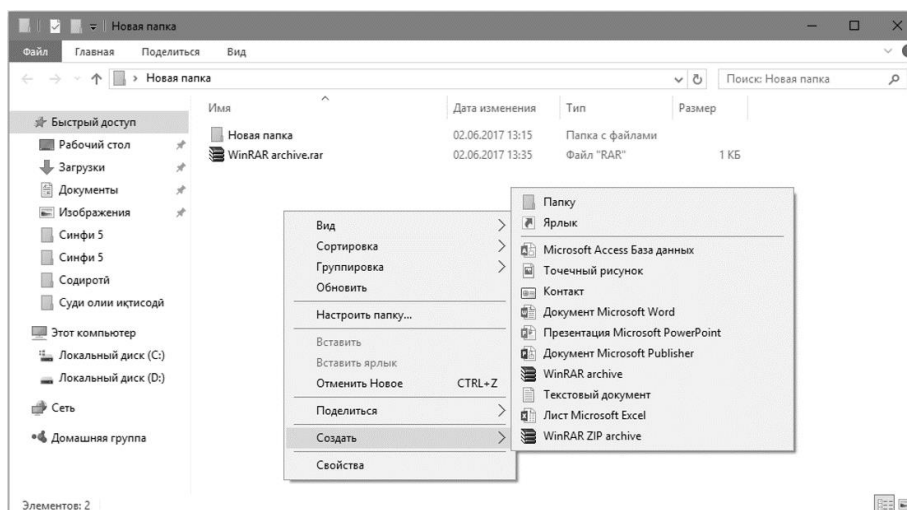 Новая папка
Файл Главная Поделиться Вид
Новая папка
Поиск: Новая папка
Имя Дата изменения Тип Размер
Быстрый доступ
Рабочий стол
Загрузки
Документы
Изображения
Синфи 5
Синфи 5
Содиротӣ
Суди олии иқтисодӣ
Этот компьютер
Локальный диск (C:)
Локальный диск (D:)
Сеть
Домашняя группа
Новая папка 02.06.2017 13:15 Папка с файлами
WinRAR archive.rar 02.06.2017 13:35 Файл "RAR" 1 КБ
Вид
Сортировка
Группировка
Обновить
Настроить папку...
Вставить
Вставить ярлык
Отменить Новое CTRL+Z
Поделиться
Создать
Свойства
Папку
Ярлык
Microsoft Access База данных
Точечный рисунок
Контакт
Документ Microsoft Word
Презентация Microsoft PowerPoint
Документ Microsoft Publisher
WinRAR archive
Текстовый документ
Лист Microsoft Excel
WinRAR ZIP archive
Элементов: 2